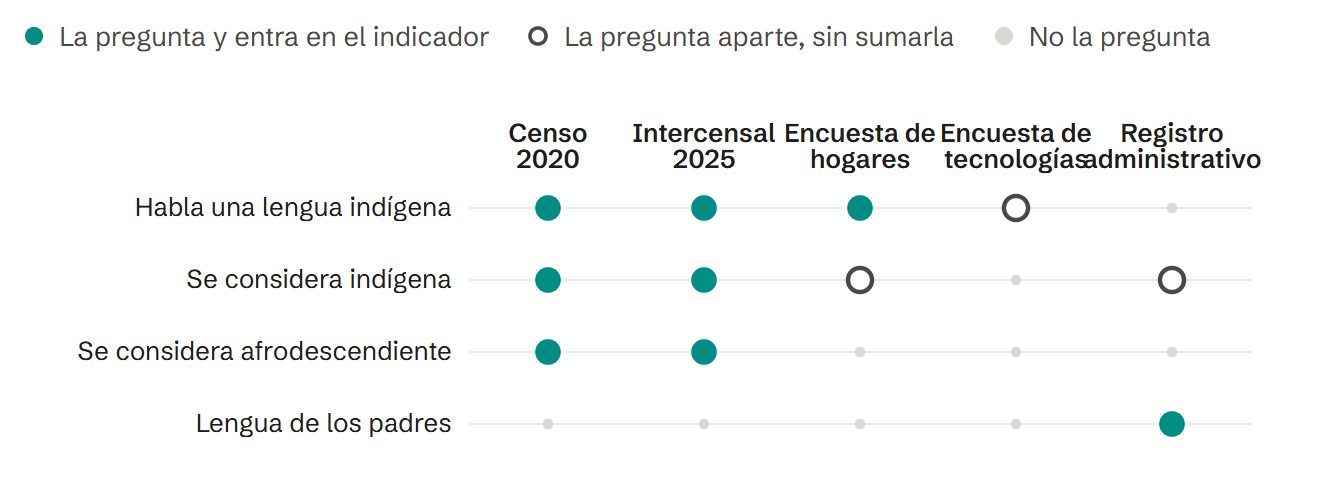 La pregunta y entra en el indicador La pregunta aparte, sin sumarla No la pregunta
Censo 2020
Intercensal 2025
Encuesta de hogares
Encuesta de tecnologías
Registro administrativo
Habla una lengua indígena
Se considera indígena
Se considera afrodescendiente
Lengua de los padres